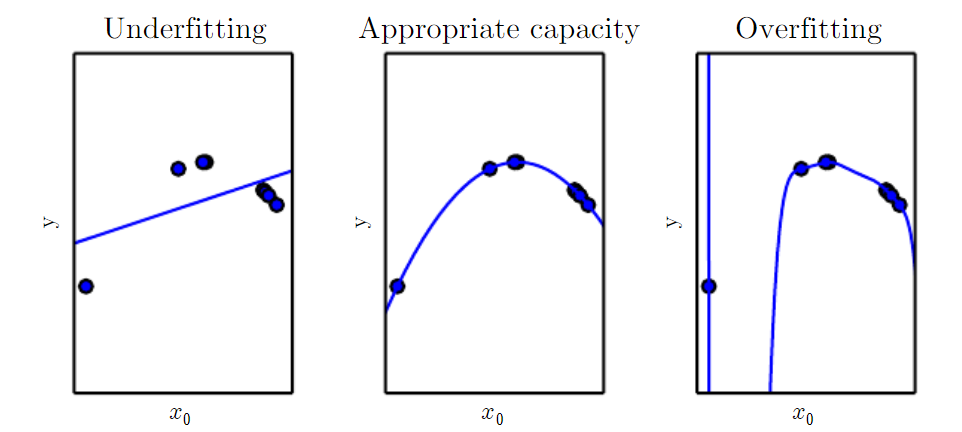 Underfitting
Appropriate capacity
Overfitting
y
y
y
x₀
x₀
x₀